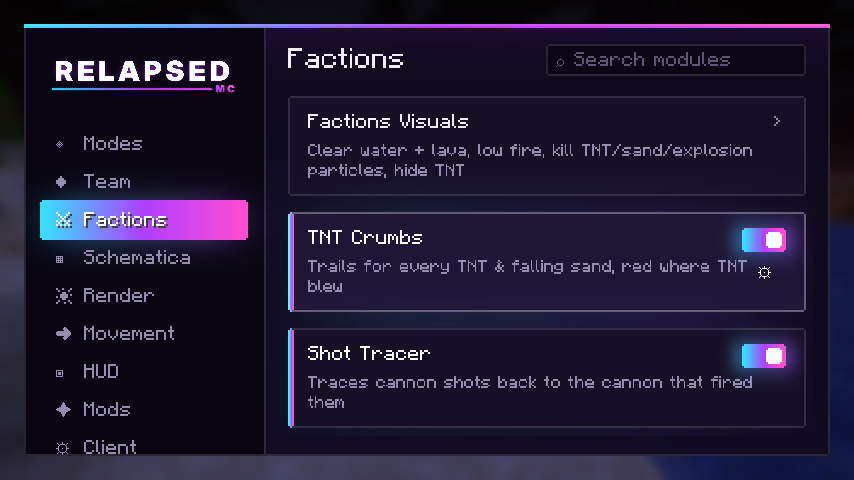 RELAPSED
MC
Modes
Team
Factions
Schematica
Render
Movement
HUD
Mods
Client
Factions
Search modules
Factions Visuals
Clear water + lava, low fire, kill TNT/sand/explosion
particles, hide TNT
TNT Crumbs
Trails for every TNT & falling sand, red where TNT
blew
Shot Tracer
Traces cannon shots back to the cannon that fired
them